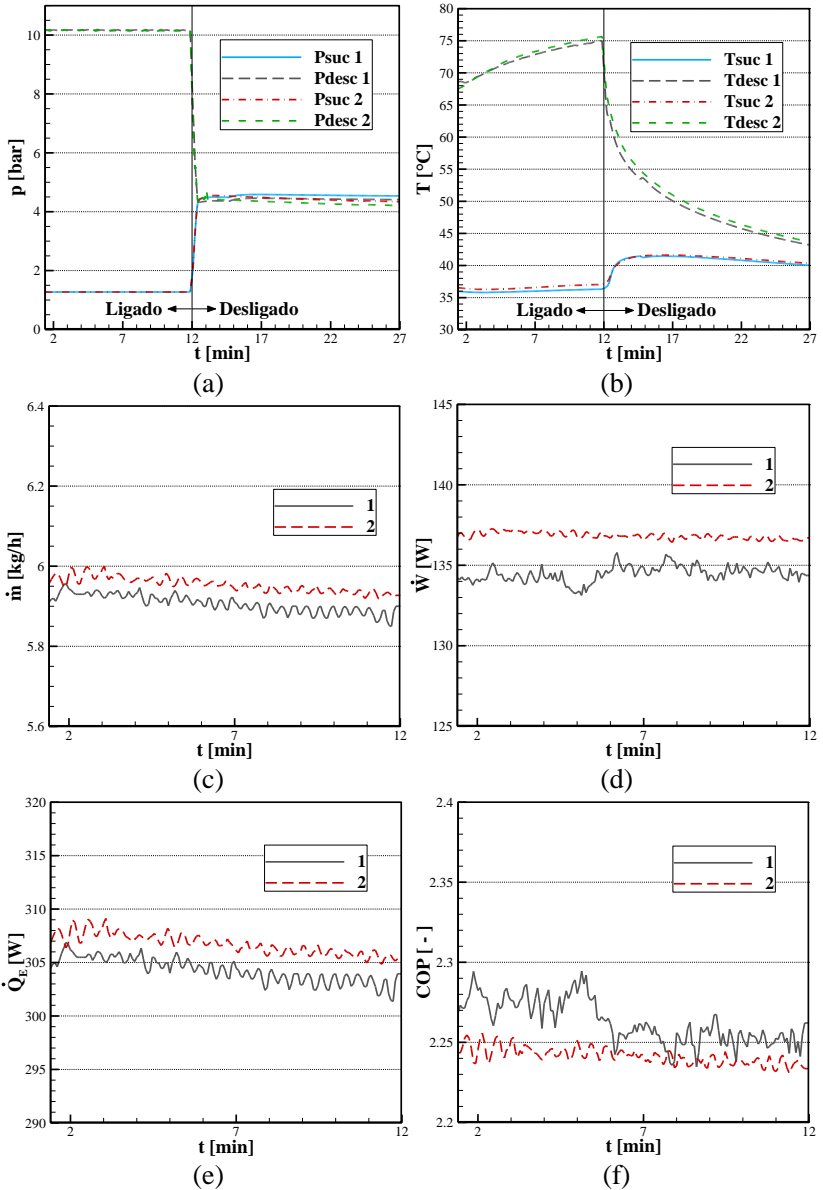 p [bar]
10
8
6
4
2
0
Psuc 1
Pdesc 1
Psuc 2
Pdesc 2
Ligado
Desligado
2 7 12 17 22 27
t [min]
(a)
T [°C]
80
75
70
65
60
55
50
45
40
35
30
Tsuc 1
Tdesc 1
Tsuc 2
Tdesc 2
Ligado
Desligado
2 7 12 17 22 27
t [min]
(b)
ṁ [kg/h]
6.4
6.2
6
5.8
5.6
1
2
2 7 12
t [min]
(c)
Ẇ [W]
145
140
135
130
125
1
2
2 7 12
t [min]
(d)
Q̇E [W]
320
315
310
305
300
295
290
1
2
2 7 12
t [min]
(e)
COP [ - ]
2.4
2.35
2.3
2.25
2.2
1
2
2 7 12
t [min]
(f)